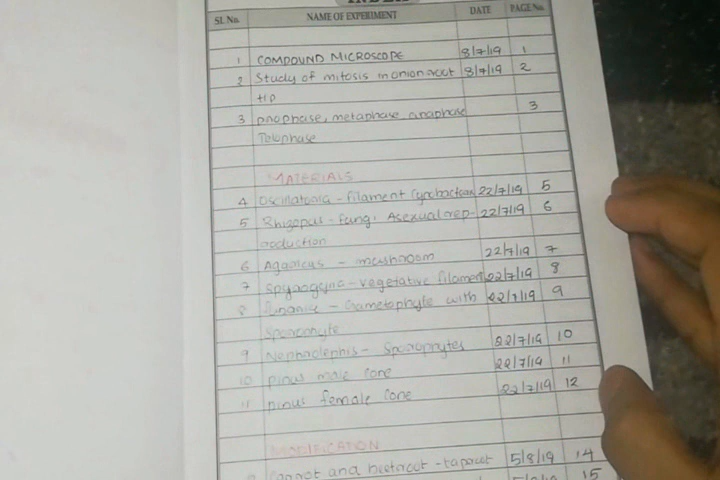 INDEX
SL No. NAME OF EXPERIMENT DATE PAGE No.
1 COMPOUND MICROSCOPE 8/7/19 1
2 Study of mitosis in onion root 8/7/19 2
tip
3 prophase, metaphase anaphase 3
Telophase
MATERIALS
4 Oscillatoria - filament 22/7/19 5
5 Rhizopus - fungi Asexual rep- 22/7/19 6
roduction
6 Agaricus - mushroom 22/7/19 7
7 Spyrogyra - vegetative filament 22/7/19 8
8 - Gametophyte with 22/7/19 9
Sporophyte
9 Nephrolephis - Sporophytes 22/7/19 10
10 pinus male cone 22/7/19 11
11 pinus female cone 22/7/19 12
MODIFICATION
Carrot and beetroot - taproot 5/8/19 14
15